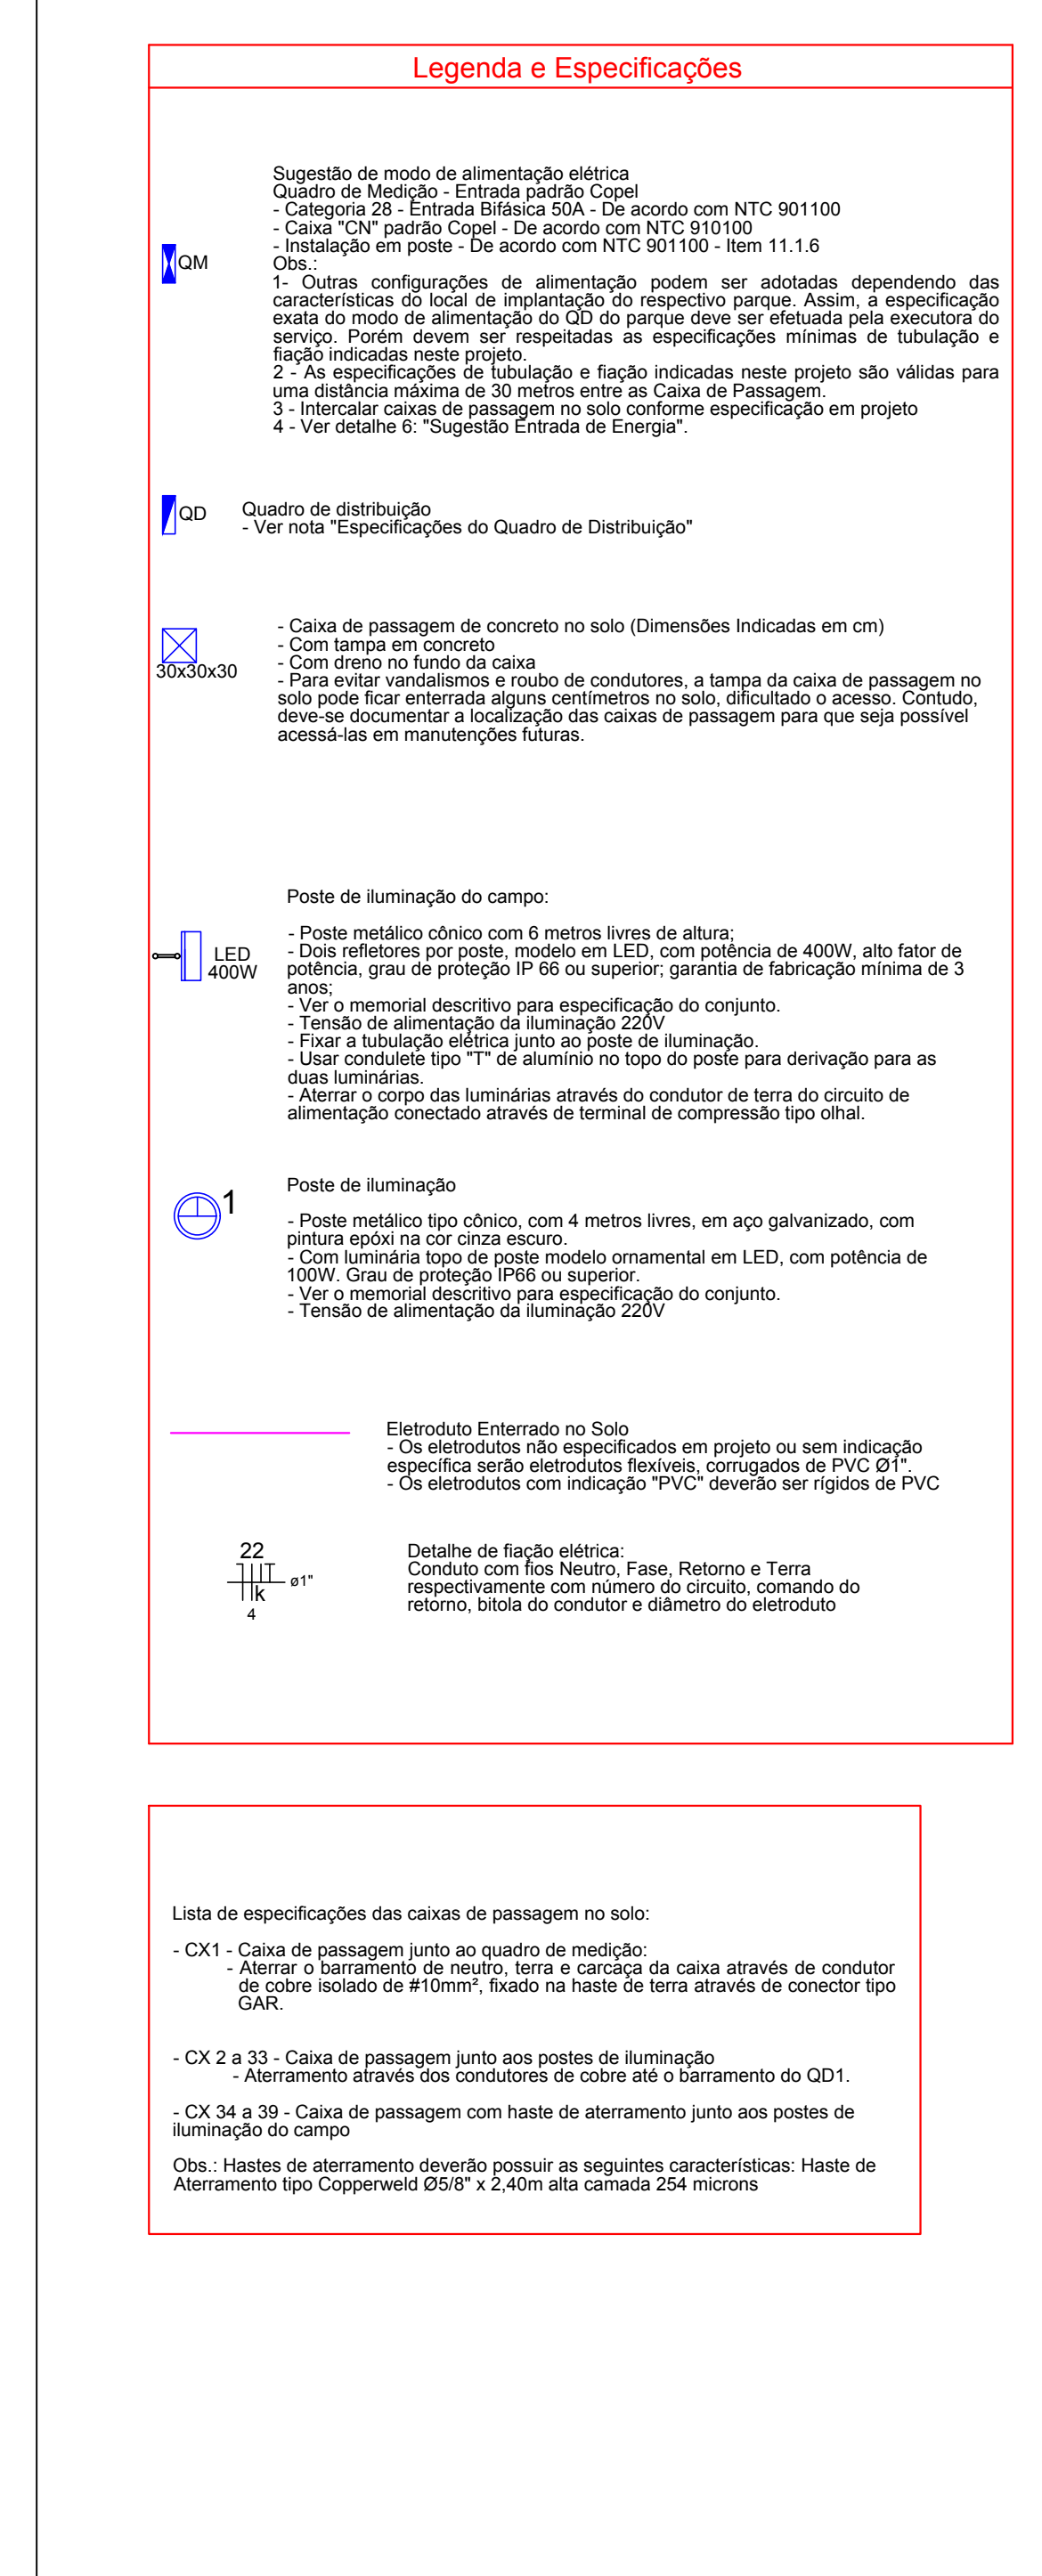 Legenda e Especificações
Sugestão de modo de alimentação elétrica
Quadro de Medição - Entrada padrão Copel
- Categoria 28 - Entrada Bifásica 50A - De acordo com NTC 901100
- Caixa "CN" padrão Copel - De acordo com NTC 910100
- Instalação em poste - De acordo com NTC 901100 - Item 11.1.6
QM
Obs.:
1- Outras configurações de alimentação podem ser adotadas dependendo das
características do local de implantação do respectivo parque. Assim, a especificação
exata do modo de alimentação do QD do parque deve ser efetuada pela executora do
serviço. Porém devem ser respeitadas as especificações mínimas de tubulação e
fiação indicadas neste projeto.
2 - As especificações de tubulação e fiação indicadas neste projeto são válidas para
uma distância máxima de 30 metros entre as Caixa de Passagem.
3 - Intercalar caixas de passagem no solo conforme especificação em projeto
4 - Ver detalhe 6: "Sugestão Entrada de Energia".
QD
Quadro de distribuição
- Ver nota "Especificações do Quadro de Distribuição"
30x30x30
- Caixa de passagem de concreto no solo (Dimensões Indicadas em cm)
- Com tampa em concreto
- Com dreno no fundo da caixa
- Para evitar vandalismos e roubo de condutores, a tampa da caixa de passagem no
solo pode ficar enterrada alguns centímetros no solo, dificultado o acesso. Contudo,
deve-se documentar a localização das caixas de passagem para que seja possível
acessá-las em manutenções futuras.
Poste de iluminação do campo:
LED
400W
- Poste metálico cônico com 6 metros livres de altura;
- Dois refletores por poste, modelo em LED, com potência de 400W, alto fator de
potência, grau de proteção IP 66 ou superior; garantia de fabricação mínima de 3
anos;
- Ver o memorial descritivo para especificação do conjunto.
- Tensão de alimentação da iluminação 220V
- Fixar a tubulação elétrica junto ao poste de iluminação.
- Usar condulete tipo "T" de alumínio no topo do poste para derivação para as
duas luminárias.
- Aterrar o corpo das luminárias através do condutor de terra do circuito de
alimentação conectado através de terminal de compressão tipo olhal.
1
Poste de iluminação
- Poste metálico tipo cônico, com 4 metros livres, em aço galvanizado, com
pintura epóxi na cor cinza escuro.
- Com luminária topo de poste modelo ornamental em LED, com potência de
100W. Grau de proteção IP66 ou superior.
- Ver o memorial descritivo para especificação do conjunto.
- Tensão de alimentação da iluminação 220V
Eletroduto Enterrado no Solo
- Os eletrodutos não especificados em projeto ou sem indicação
específica serão eletrodutos flexíveis, corrugados de PVC Ø1".
- Os eletrodutos com indicação "PVC" deverão ser rígidos de PVC
22
k
ø1"
4
Detalhe de fiação elétrica:
Conduto com fios Neutro, Fase, Retorno e Terra
respectivamente com número do circuito, comando do
retorno, bitola do condutor e diâmetro do eletroduto
Lista de especificações das caixas de passagem no solo:
- CX1 - Caixa de passagem junto ao quadro de medição:
- Aterrar o barramento de neutro, terra e carcaça da caixa através de condutor
de cobre isolado de #10mm², fixado na haste de terra através de conector tipo
GAR.
- CX 2 a 33 - Caixa de passagem junto aos postes de iluminação
- Aterramento através dos condutores de cobre até o barramento do QD1.
- CX 34 a 39 - Caixa de passagem com haste de aterramento junto aos postes de
iluminação do campo
Obs.: Hastes de aterramento deverão possuir as seguintes características: Haste de
Aterramento tipo Copperweld Ø5/8" x 2,40m alta camada 254 microns